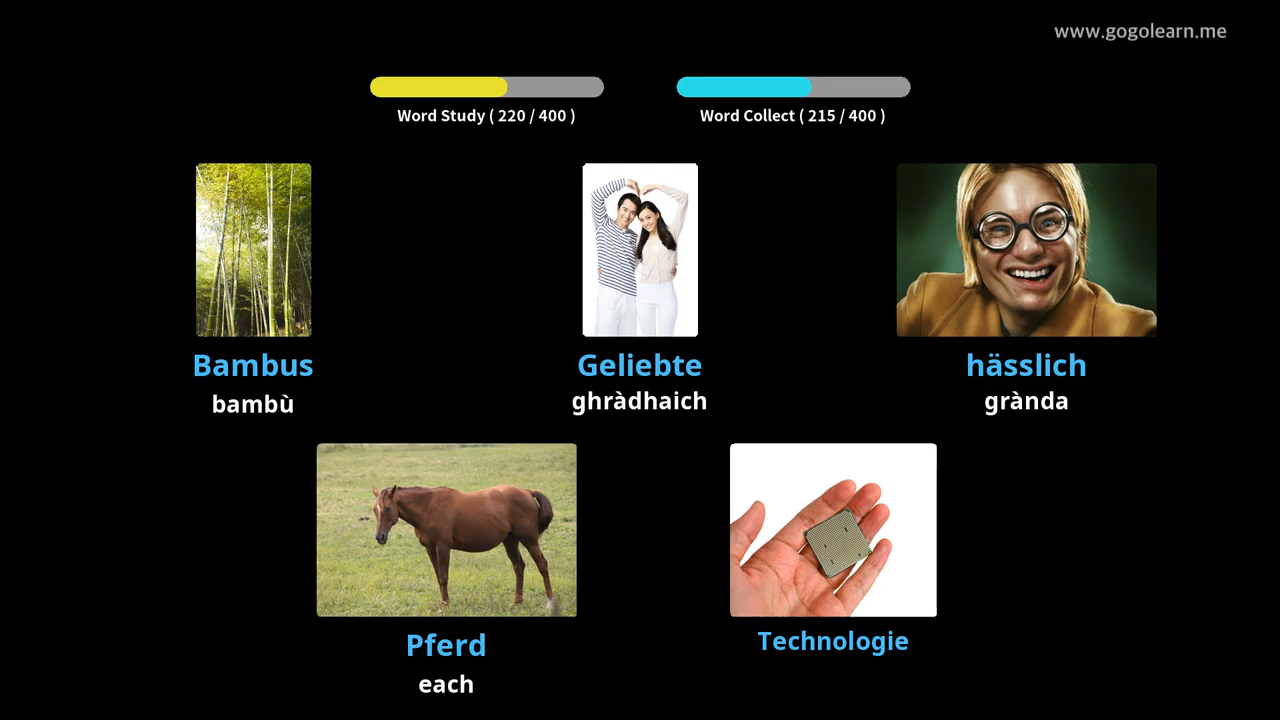 www.gogolearn.me
Word Study ( 220 / 400 )
Word Collect ( 215 / 400 )
Bambus
bambù
Geliebte
ghràdhaich
hässlich
grànda
Pferd
each
Technologie